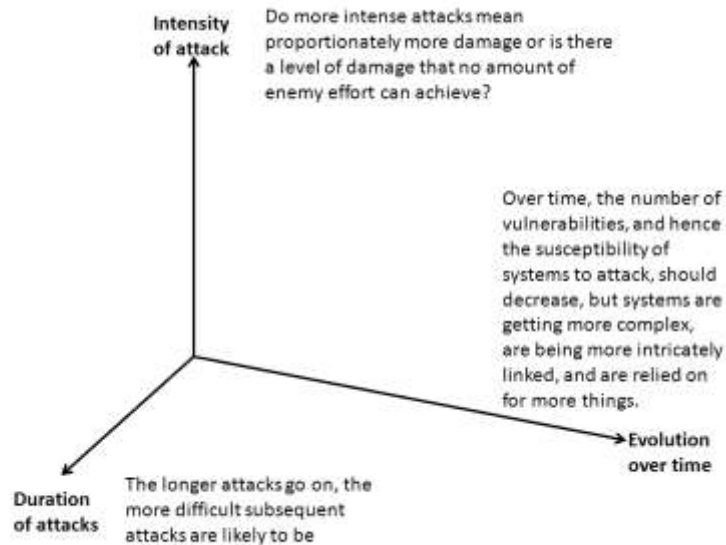 Intensity
of attack
Do more intense attacks mean
proportionately more damage or is there
a level of damage that no amount of
enemy effort can achieve?
Over time, the number of
vulnerabilities, and hence
the susceptibility of
systems to attack, should
decrease, but systems are
getting more complex,
are being more intricately
linked, and are relied on
for more things.
Evolution
over time
Duration
of attacks
The longer attacks go on, the
more difficult subsequent
attacks are likely to be